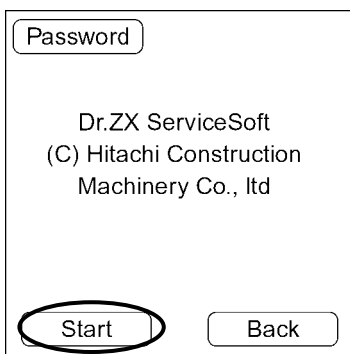 Password
Dr.ZX ServiceSoft
(C) Hitachi Construction
Machinery Co., ltd
Start
Back